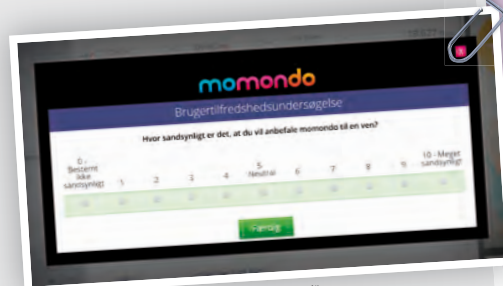 momondo
Brugertilfredshedsundersøgelse
Hvor sandsynligt er det, at du vil anbefale momondo til en ven?
0 -
Bestemt
ikke
sandsynligt
1
2
3
4
5
Neutral
6
7
8
9
10 - Meget
sandsynligt
Færdig